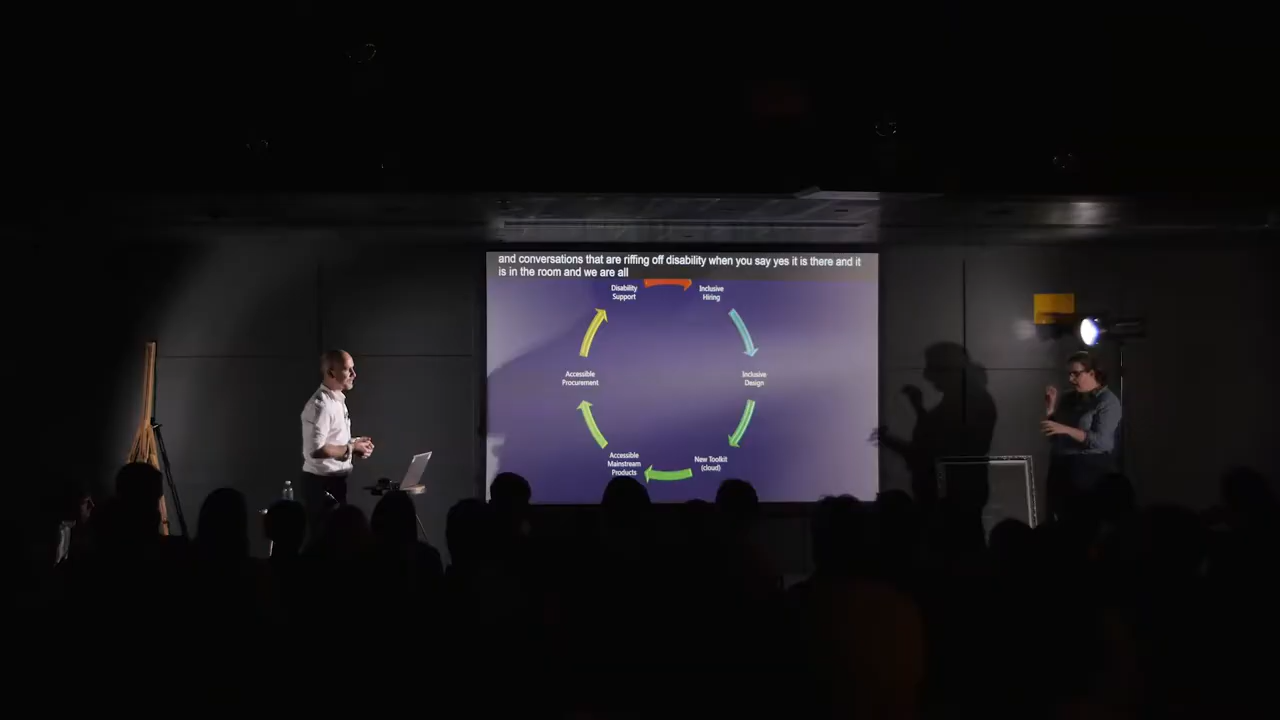 and conversations that are riffing off disability when you say yes it is there and it
is in the room and we are all
Disability
Support
Inclusive
Hiring
Accessible
Procurement
Inclusive
Design
Accessible
Mainstream
Products
New Toolkit
(cloud)